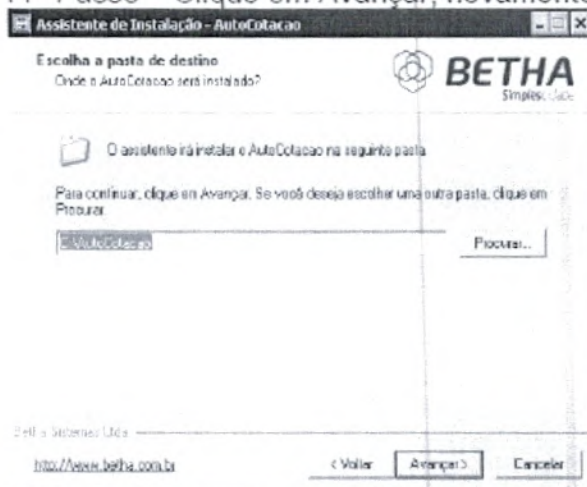 Passo - Clique em Avançar, novamente
Assistente de Instalação - AutoCotacao
Escolha a pasta de destino
Onde o AutoCotacao será instalado?
BETHA
Simplicidade
O assistente irá instalar o AutoCotacao na seguinte pasta
Para continuar, clique em Avançar. Se você deseja escolher uma outra pasta, clique em
Procurar.
C:\AutoCotacao
Procurar...
Betha Sistemas Ltda
http://www.betha.com.br
< Voltar
Avançar >
Cancelar